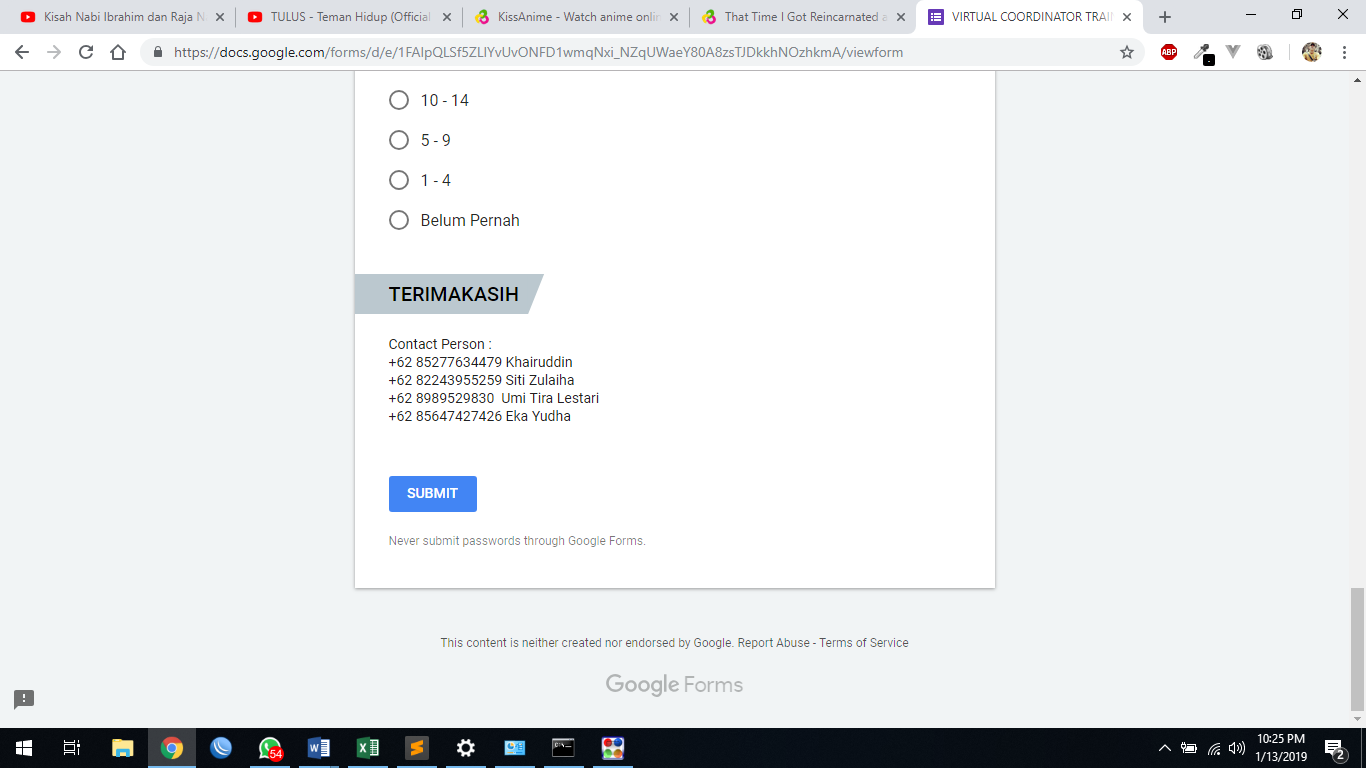 Kisah Nabi Ibrahim dan Raja N
TULUS - Teman Hidup (Official
KissAnime - Watch anime onlin
That Time I Got Reincarnated a
VIRTUAL COORDINATOR TRAI
https://docs.google.com/forms/d/e/1FAIpQLSf5ZLIYvUvONFD1wmqNxi_NZqUWaeY80A8zsTJDkkhNOzhkmA/viewform
ABP
10 - 14
5 - 9
1 - 4
Belum Pernah
TERIMAKASIH
Contact Person :
+62 85277634479 Khairuddin
+62 82243955259 Siti Zulaiha
+62 8989529830  Umi Tira Lestari
+62 85647427426 Eka Yudha
SUBMIT
Never submit passwords through Google Forms.
This content is neither created nor endorsed by Google. Report Abuse - Terms of Service
Google Forms
54
10:25 PM
1/13/2019
2